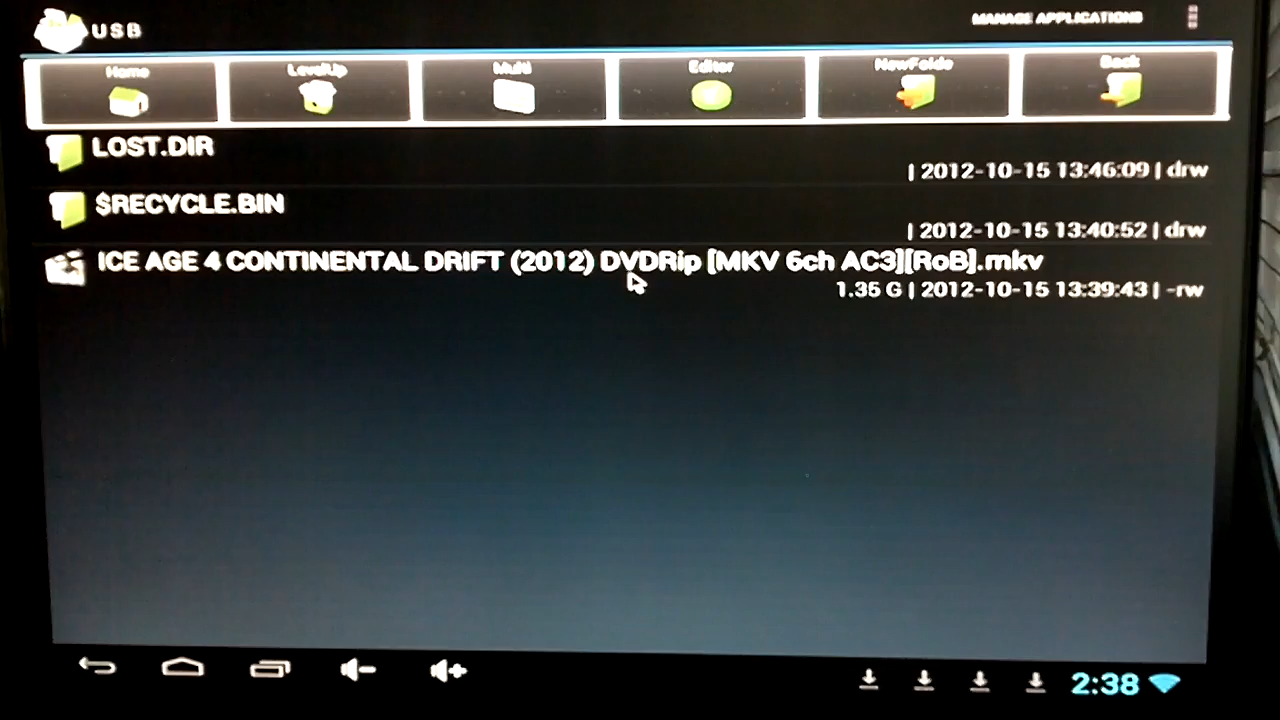 USB
MANAGE APPLICATIONS
Home
LevelUp
Multi
Editor
NewFolde
Back
LOST.DIR
| 2012-10-15 13:46:09 | drw
$RECYCLE.BIN
| 2012-10-15 13:40:52 | drw
ICE AGE 4 CONTINENTAL DRIFT (2012) DVDRip [MKV 6ch AC3][RoB].mkv
1.35 G | 2012-10-15 13:39:43 | -rw
2:38